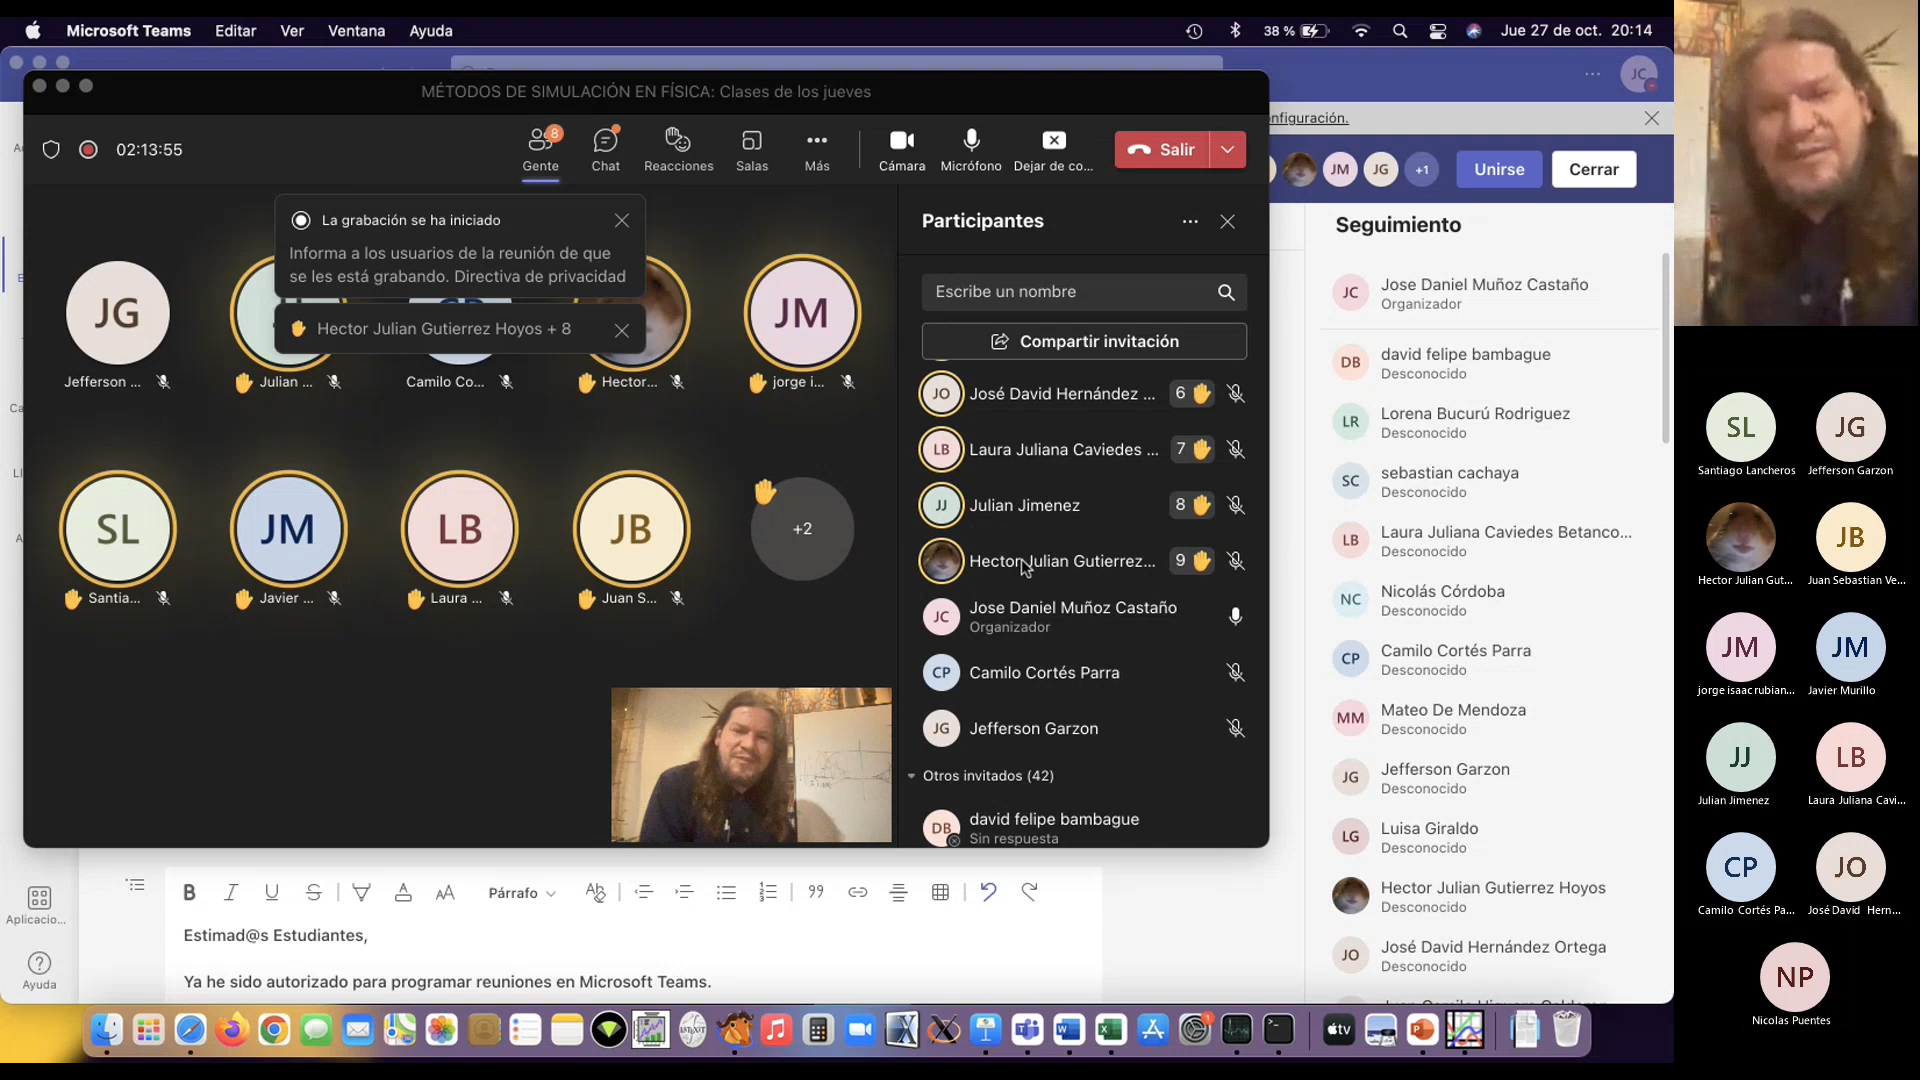 Microsoft Teams
Editar
Ver
Ventana
Ayuda
38 %
Jue 27 de oct. 20:14
MÉTODOS DE SIMULACIÓN EN FÍSICA: Clases de los jueves
JC
nfiguración.
02:13:55
8
Gente
Chat
Reacciones
Salas
Más
Cámara
Micrófono
Dejar de co...
Salir
JM
JG
+1
Unirse
Cerrar
La grabación se ha iniciado
Informa a los usuarios de la reunión de que
se les está grabando. Directiva de privacidad
Hector Julian Gutierrez Hoyos + 8
JG
JM
Jefferson ...
Julian ...
Camilo Co...
Hector...
jorge i...
SL
JM
LB
JB
+2
Santia...
Javier ...
Laura ...
Juan S...
Participantes
Escribe un nombre
Compartir invitación
JO
José David Hernández ...
6
LB
Laura Juliana Caviedes ...
7
JJ
Julian Jimenez
8
Hector Julian Gutierrez...
9
JC
Jose Daniel Muñoz Castaño
Organizador
CP
Camilo Cortés Parra
JG
Jefferson Garzon
Otros invitados (42)
DB
david felipe bambague
Sin respuesta
Seguimiento
JC
Jose Daniel Muñoz Castaño
Organizador
DB
david felipe bambague
Desconocido
LR
Lorena Bucurú Rodriguez
Desconocido
SC
sebastian cachaya
Desconocido
LB
Laura Juliana Caviedes Betanco...
Desconocido
NC
Nicolás Córdoba
Desconocido
CP
Camilo Cortés Parra
Desconocido
MM
Mateo De Mendoza
Desconocido
JG
Jefferson Garzon
Desconocido
LG
Luisa Giraldo
Desconocido
Hector Julian Gutierrez Hoyos
Desconocido
JO
José David Hernández Ortega
Desconocido
Aplicacio...
Ayuda
Párrafo
Estimad@s Estudiantes,
Ya he sido autorizado para programar reuniones en Microsoft Teams.
tv
1
SL
JG
Santiago Lancheros
Jefferson Garzon
JB
Hector Julian Gut...
Juan Sebastian Ve...
JM
JM
jorge isaac rubian...
Javier Murillo
JJ
LB
Julian Jimenez
Laura Juliana Cavi...
CP
JO
Camilo Cortés Pa...
José David Hern...
NP
Nicolas Puentes